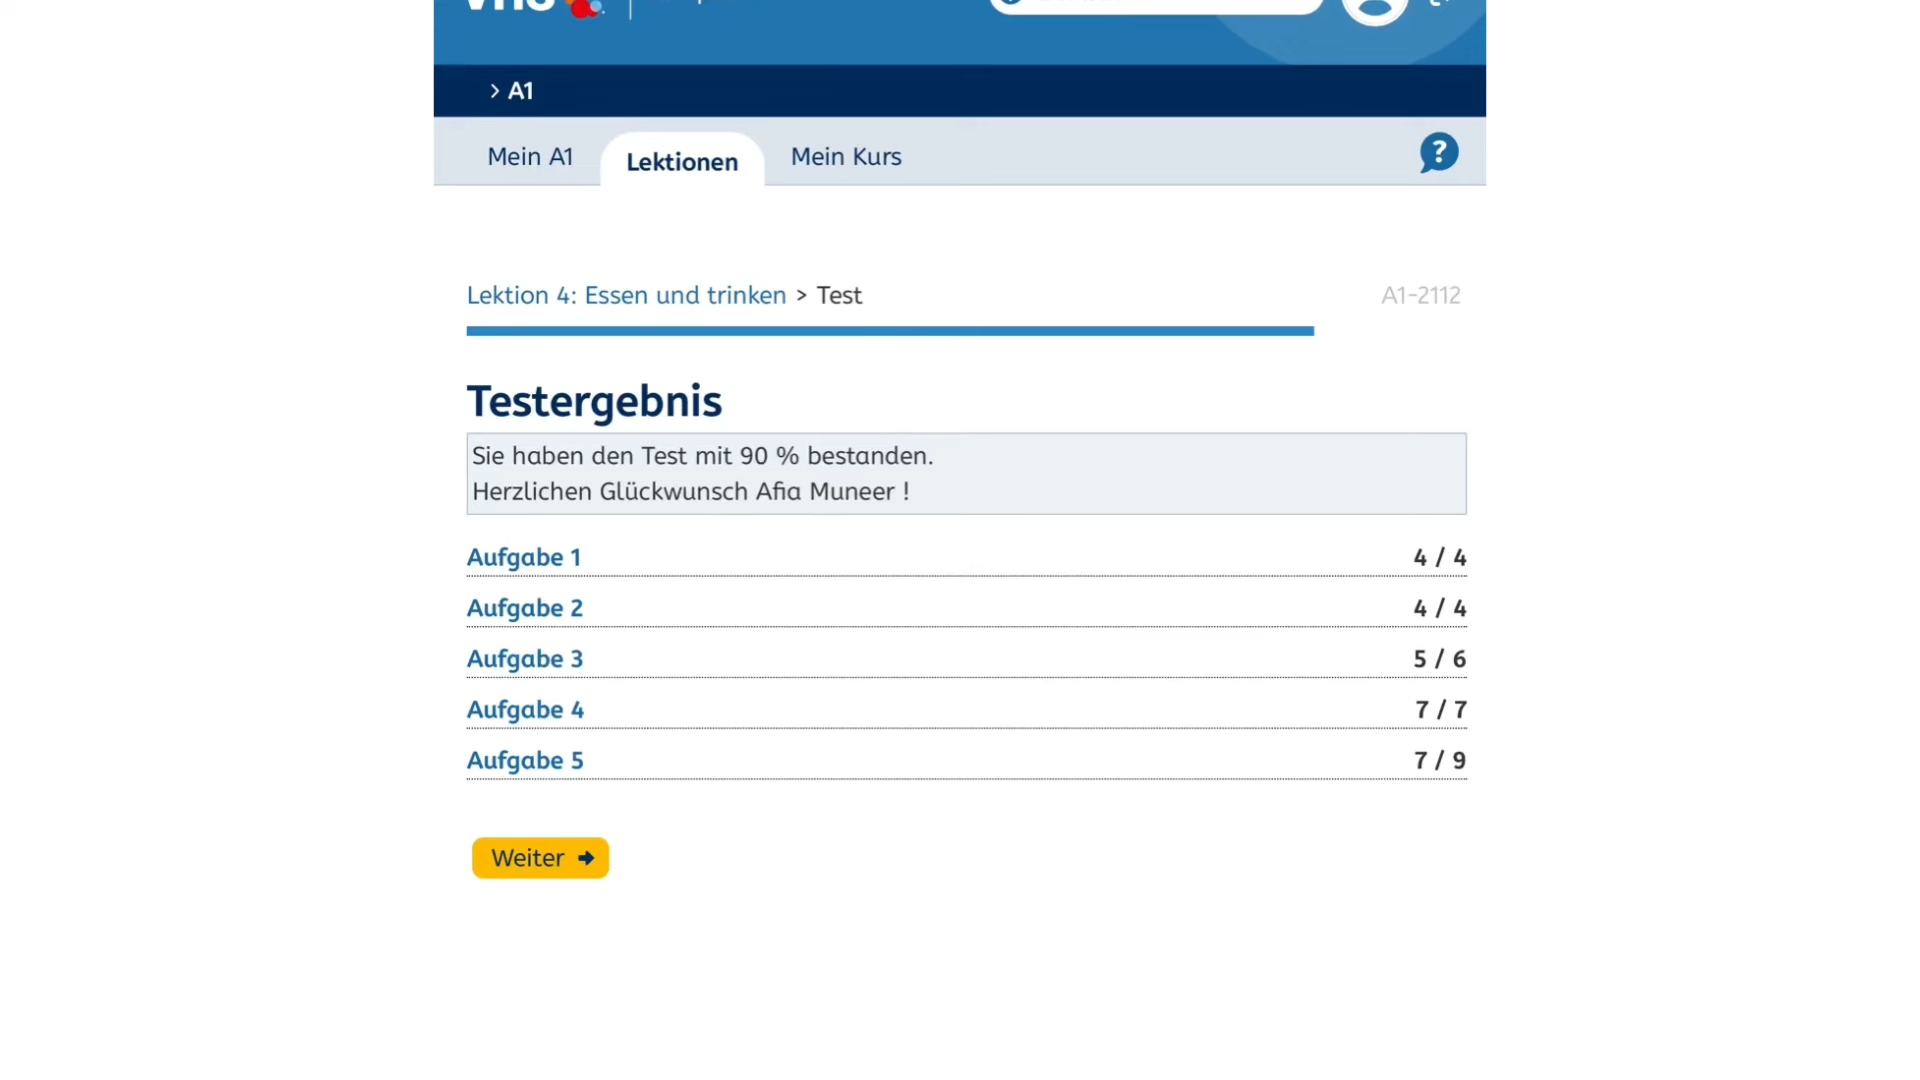 vhs
> A1
Mein A1
Lektionen
Mein Kurs
?
Lektion 4: Essen und trinken > Test
A1-2112
Testergebnis
Sie haben den Test mit 90 % bestanden.
Herzlichen Glückwunsch Afia Muneer !
Aufgabe 1 4 / 4
Aufgabe 2 4 / 4
Aufgabe 3 5 / 6
Aufgabe 4 7 / 7
Aufgabe 5 7 / 9
Weiter